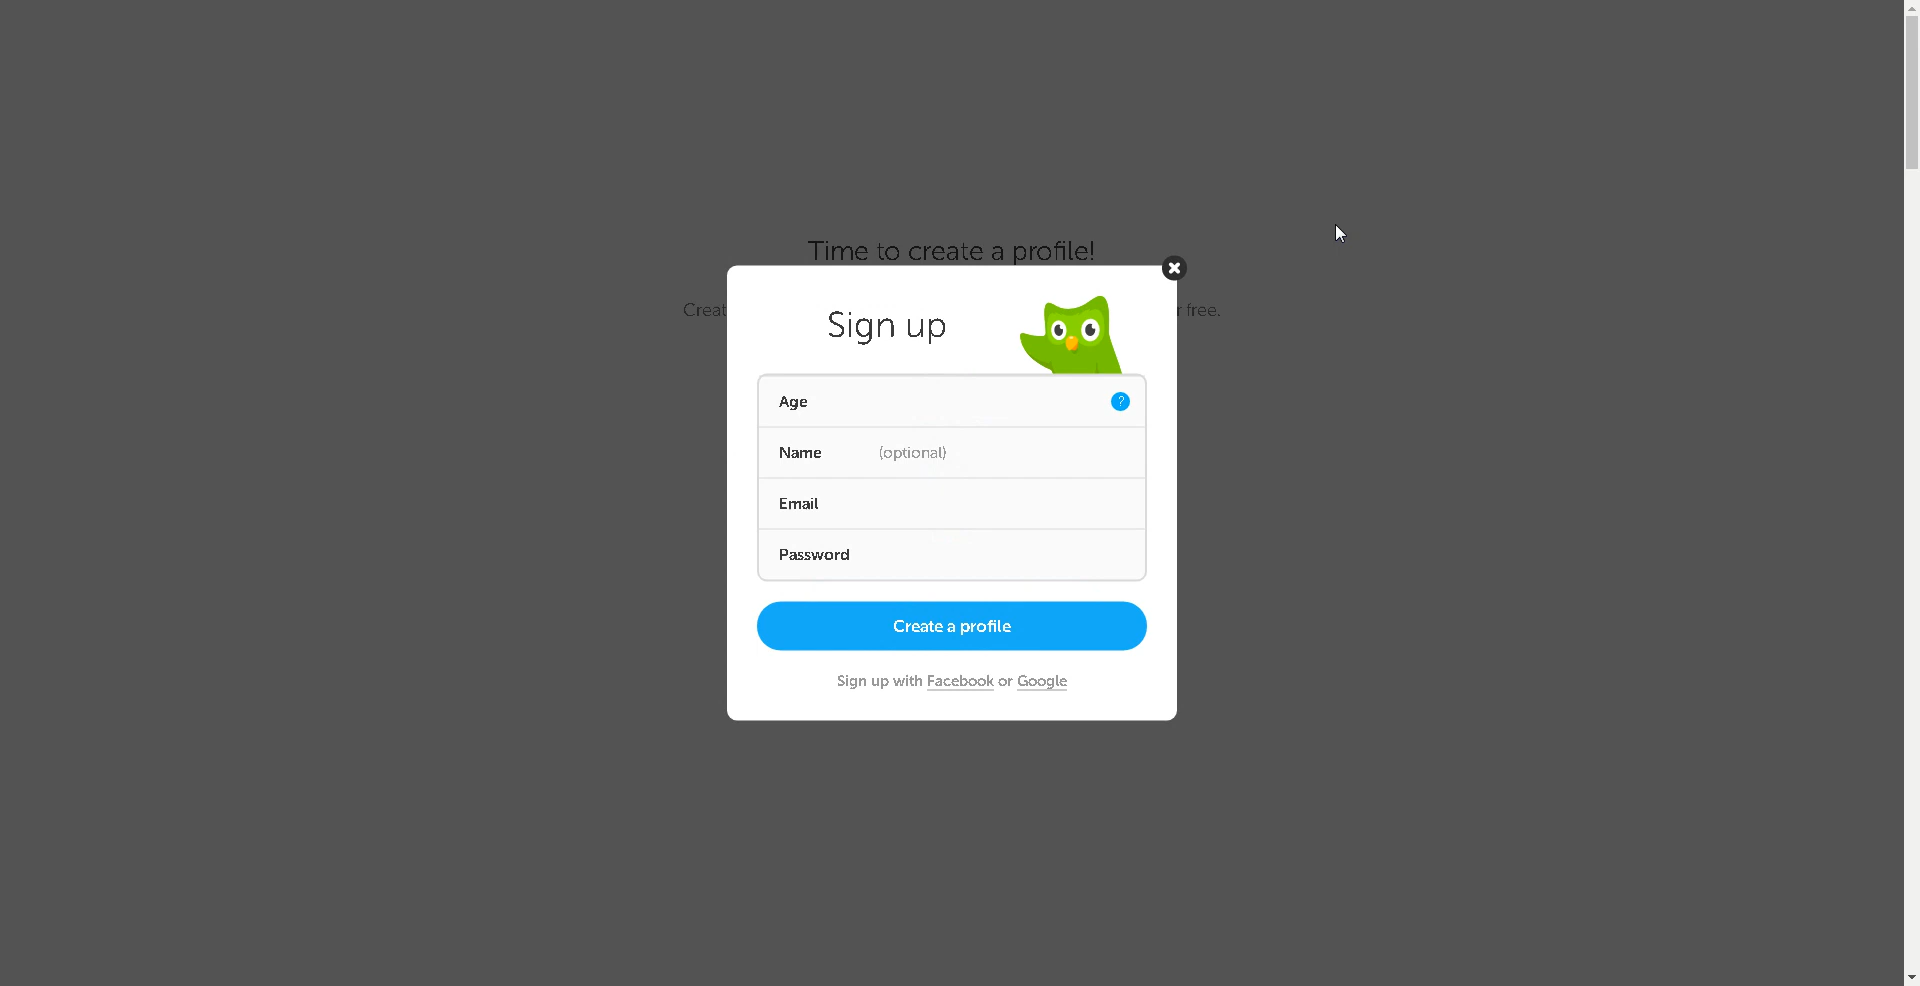 Time to create a profile!
Creat
r free.
Sign up
Age ?
Name (optional)
Email
Password
Create a profile
Sign up with Facebook or Google